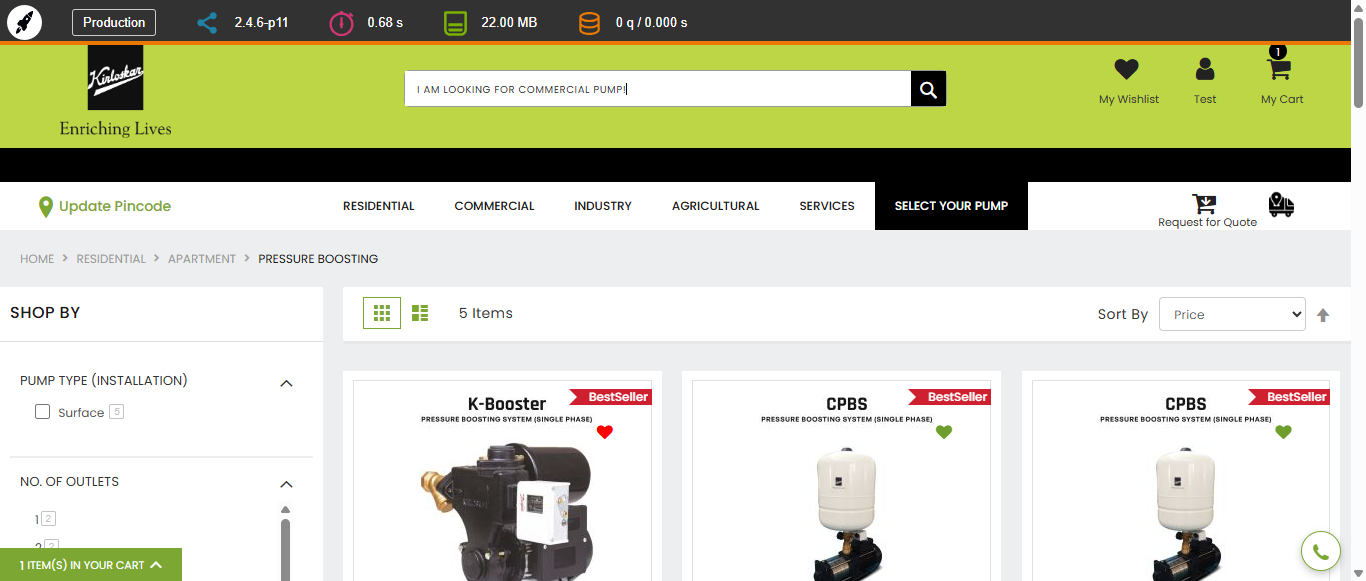 Production 2.4.6-p11 0.68 s 22.00 MB 0 q / 0.000 s
Kirloskar
Enriching Lives
I AM LOOKING FOR COMMERCIAL PUMP!
1
My Wishlist Test My Cart
Update Pincode RESIDENTIAL COMMERCIAL INDUSTRY AGRICULTURAL SERVICES SELECT YOUR PUMP
Request for Quote
HOME > RESIDENTIAL > APARTMENT > PRESSURE BOOSTING
SHOP BY
5 Items Sort By Price
PUMP TYPE (INSTALLATION)
Surface 5
NO. OF OUTLETS
1 2
2 2
1 ITEM(S) IN YOUR CART
BestSeller
K-Booster
PRESSURE BOOSTING SYSTEM (SINGLE PHASE)
BestSeller
CPBS
PRESSURE BOOSTING SYSTEM (SINGLE PHASE)
BestSeller
CPBS
PRESSURE BOOSTING SYSTEM (SINGLE PHASE)